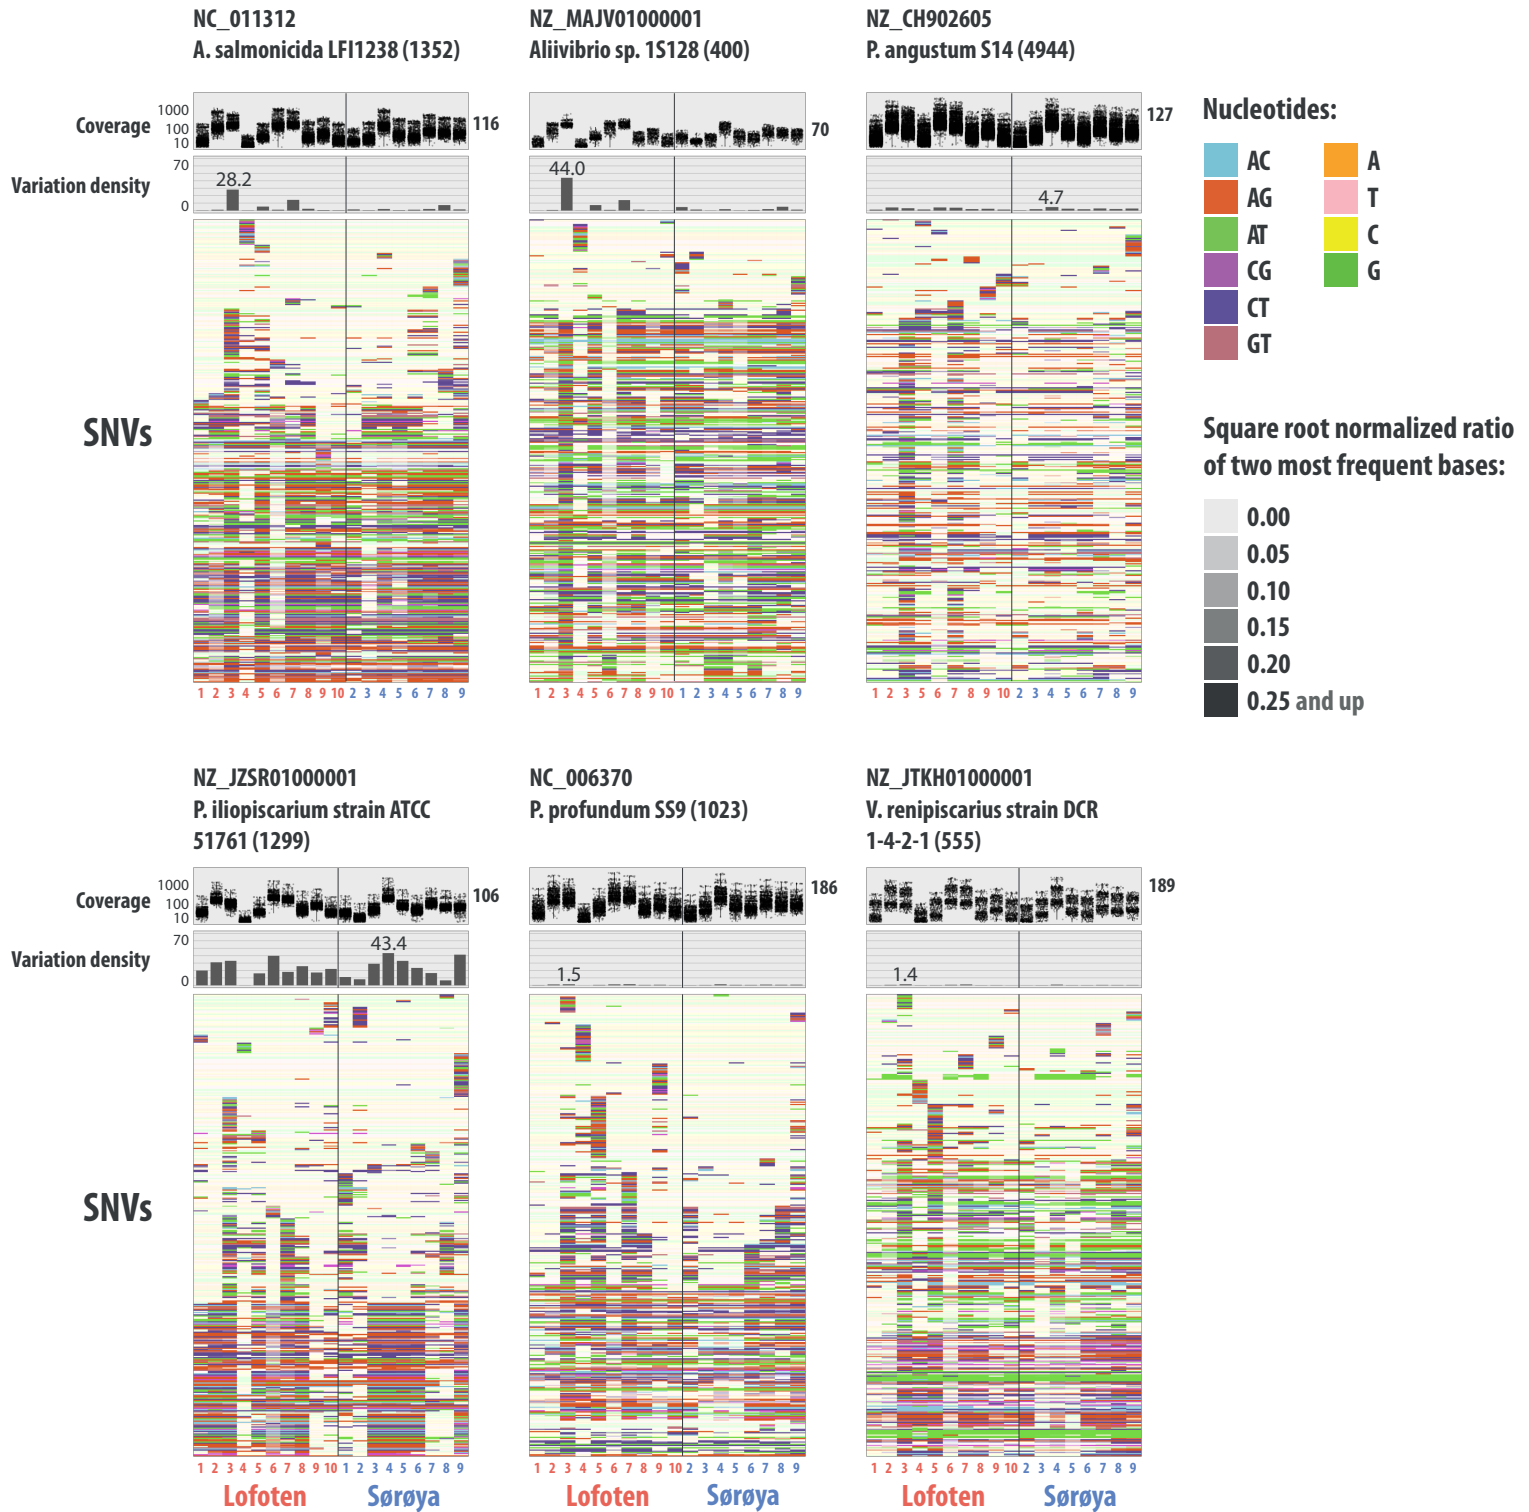 NC_011312
A. salmonicida LFI1238 (1352)
NZ_MAJV01000001
Aliivibrio sp. 1S128 (400)
NZ_CH902605
P. angustum S14 (4944)
Coverage
1000
100
10
116
70
127
Variation density
70
0
28.2
44.0
4.7
SNVs
1 2 3 4 5 6 7 8 9 10 2 3 4 5 6 7 8 9
1 2 3 4 5 6 7 8 9 10 1 2 3 4 5 6 7 8 9
1 2 3 4 5 6 7 8 9 10 2 3 4 5 6 7 8 9
Nucleotides:
AC A
AG T
AT C
CG G
CT
GT
Square root normalized ratio
of two most frequent bases:
0.00
0.05
0.10
0.15
0.20
0.25 and up
NZ_JZSR01000001
P. iliopiscarium strain ATCC
51761 (1299)
NC_006370
P. profundum SS9 (1023)
NZ_JTKH01000001
V. renipiscarius strain DCR
1-4-2-1 (555)
Coverage
1000
100
10
106
186
189
Variation density
70
0
43.4
1.5
1.4
SNVs
1 2 3 4 5 6 7 8 9 10 1 2 3 4 5 6 7 8 9
1 2 3 4 5 6 7 8 9 10 2 3 4 5 6 7 8 9
1 2 3 4 5 6 7 8 9 10 2 3 4 5 6 7 8 9
Lofoten Sørøya
Lofoten Sørøya
Lofoten Sørøya